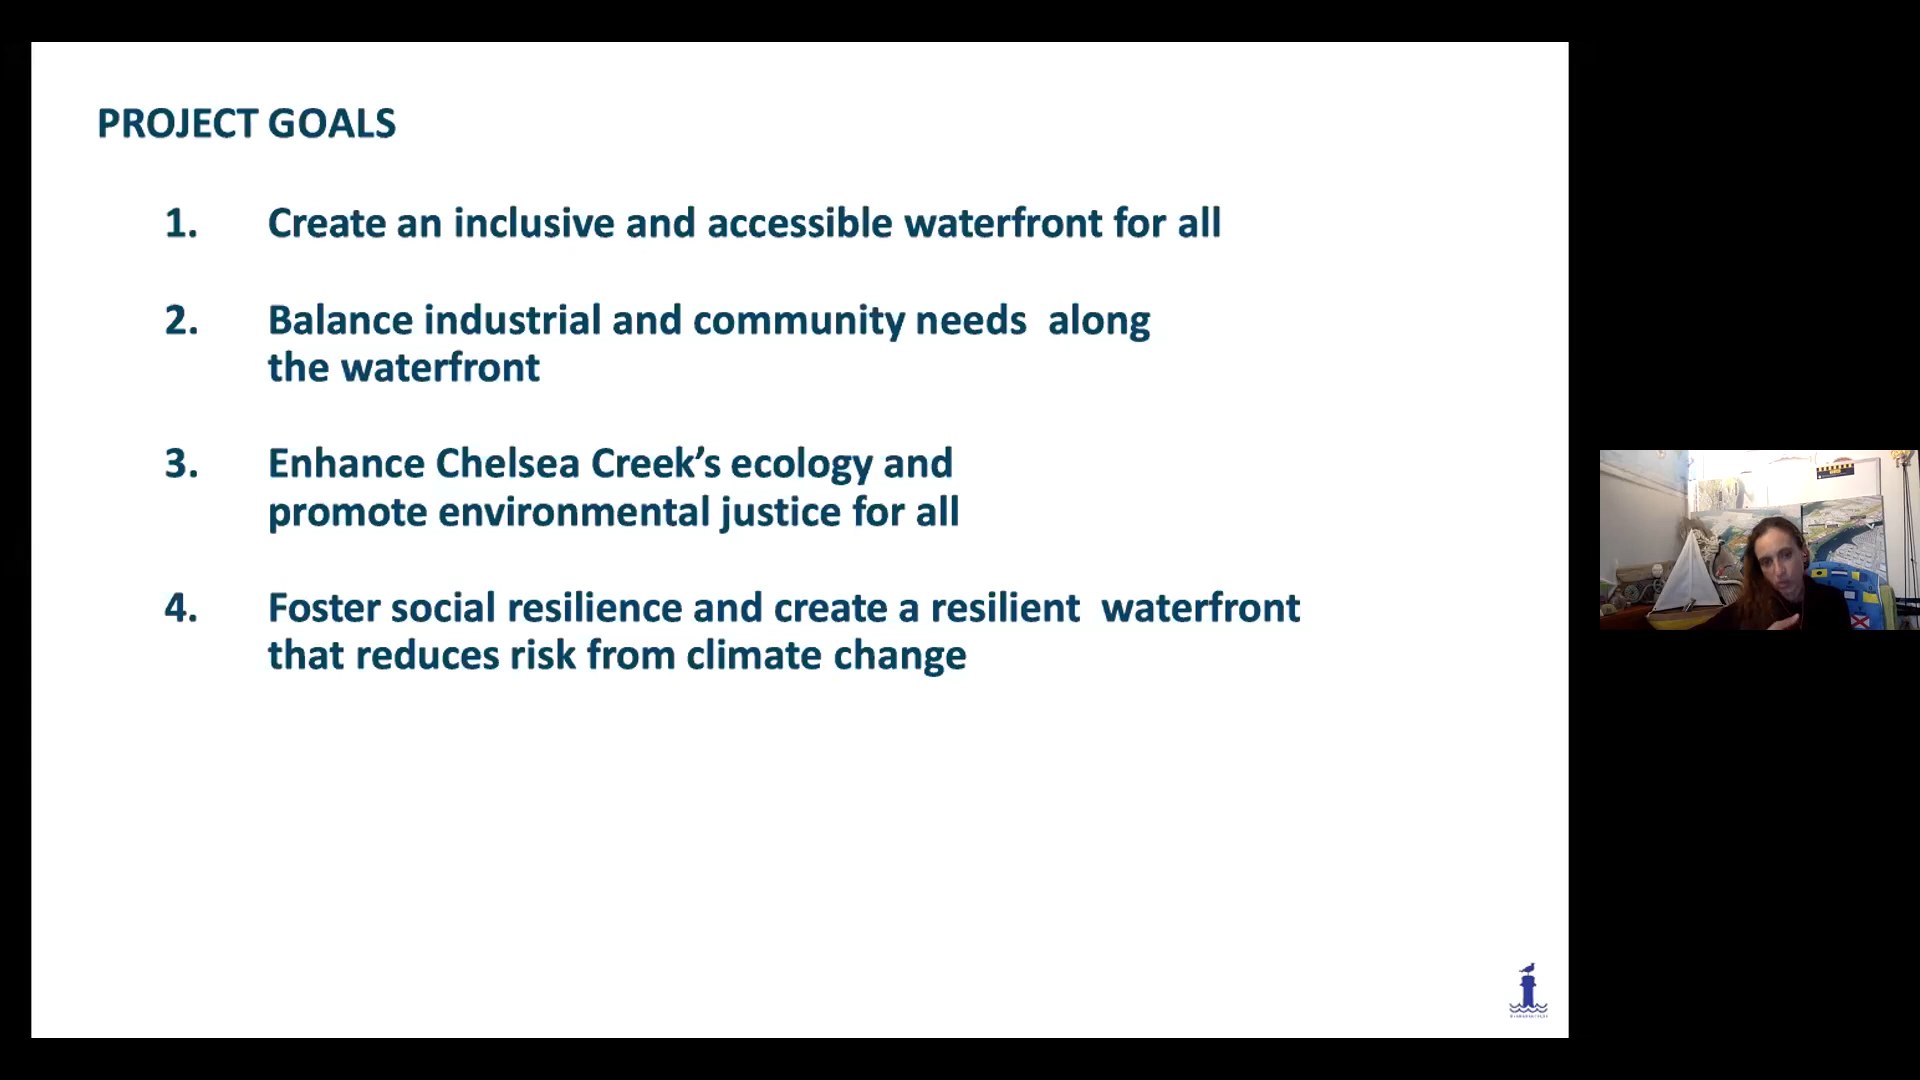 PROJECT GOALS
1. Create an inclusive and accessible waterfront for all
2. Balance industrial and community needs  along
the waterfront
3. Enhance Chelsea Creek’s ecology and
promote environmental justice for all
4. Foster social resilience and create a resilient  waterfront
that reduces risk from climate change